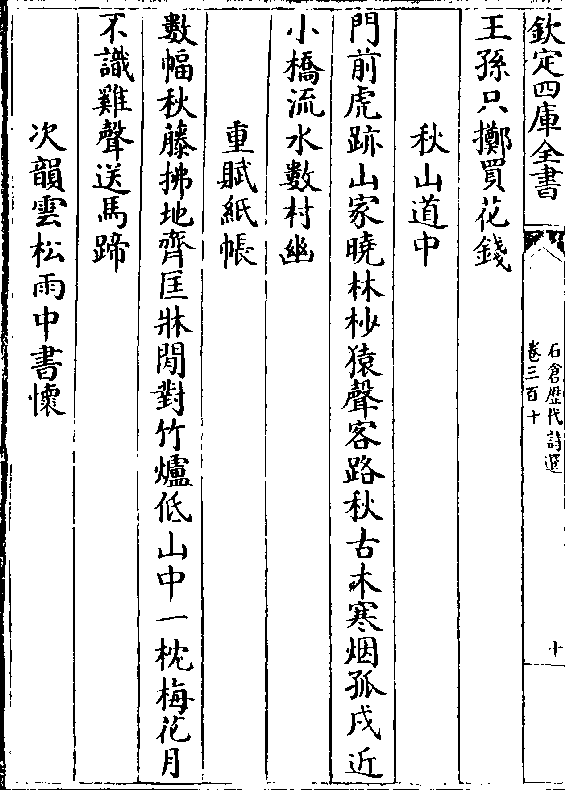 欽定四庫全書
石倉歷代詩選
卷三百十
十
王孫只擲買花錢
秋山道中
門前虎跡山家曉林杪猿聲客路秋古木寒烟孤戍近
小橋流水數村幽
重賦紙帳
數幅秋藤拂地齊匡牀閒對竹爐低山中一枕梅花月
不識雞聲送馬蹄
次韻雲松雨中書懷